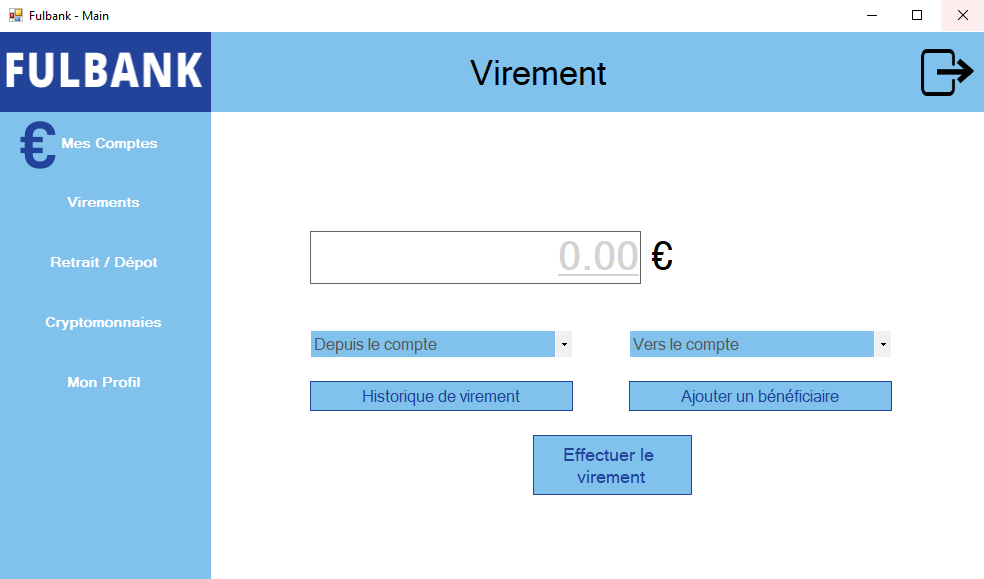 Fulbank - Main
FULBANK
Virement
€ Mes Comptes
Virements
Retrait / Dépot
Cryptomonnaies
Mon Profil
0.00 €
Depuis le compte
Vers le compte
Historique de virement
Ajouter un bénéficiaire
Effectuer le
virement